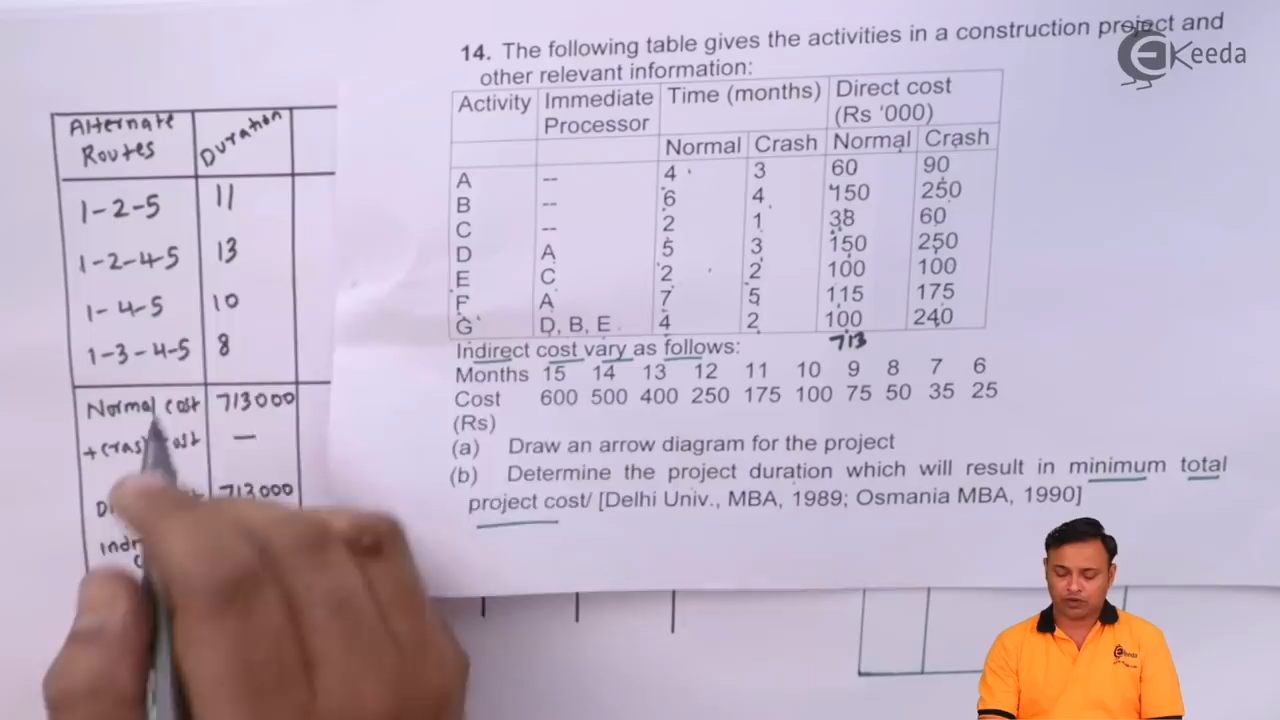 Alternate Routes Duration
1-2-5 11
1-2-4-5 13
1-4-5 10
1-3-4-5 8
Normal cost 713000
+ —
713000
14. The following table gives the activities in a construction project and
other relevant information:
Activity Immediate Processor Time (months) Direct cost (Rs '000)
Normal Crash Normal Crash
A -- 4 3 60 90
B -- 6 4 150 250
C -- 2 1 38 60
D A 5 3 150 250
E C 2 2 100 100
F A 7 5 115 175
G D, B, E 4 2 100 240
713
Indirect cost vary as follows:
Months 15 14 13 12 11 10 9 8 7 6
Cost 600 500 400 250 175 100 75 50 35 25
(Rs)
(a) Draw an arrow diagram for the project
(b) Determine the project duration which will result in minimum total
project cost/ [Delhi Univ., MBA, 1989; Osmania MBA, 1990]
eKeeda
eKeeda